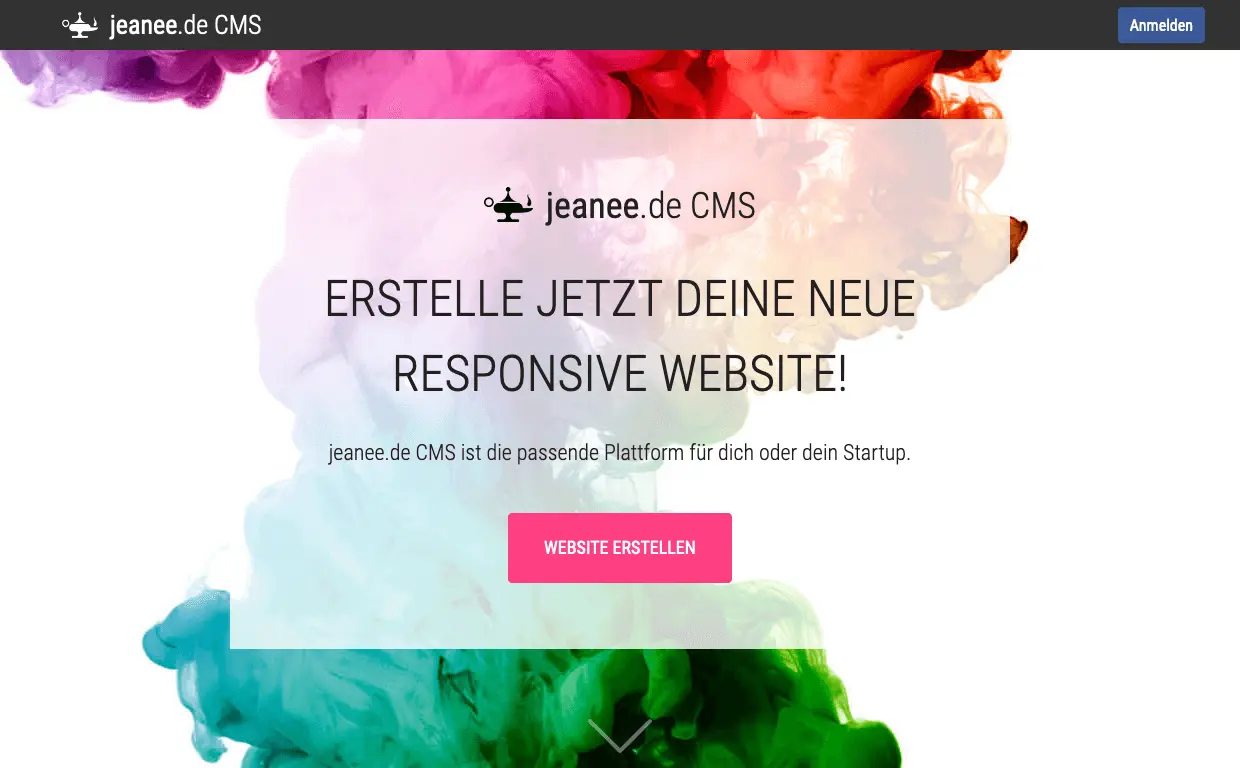 jeanee.de CMS
Anmelden
jeanee.de CMS
ERSTELLE JETZT DEINE NEUE
RESPONSIVE WEBSITE!
jeanee.de CMS ist die passende Plattform für dich oder dein Startup.
WEBSITE ERSTELLEN